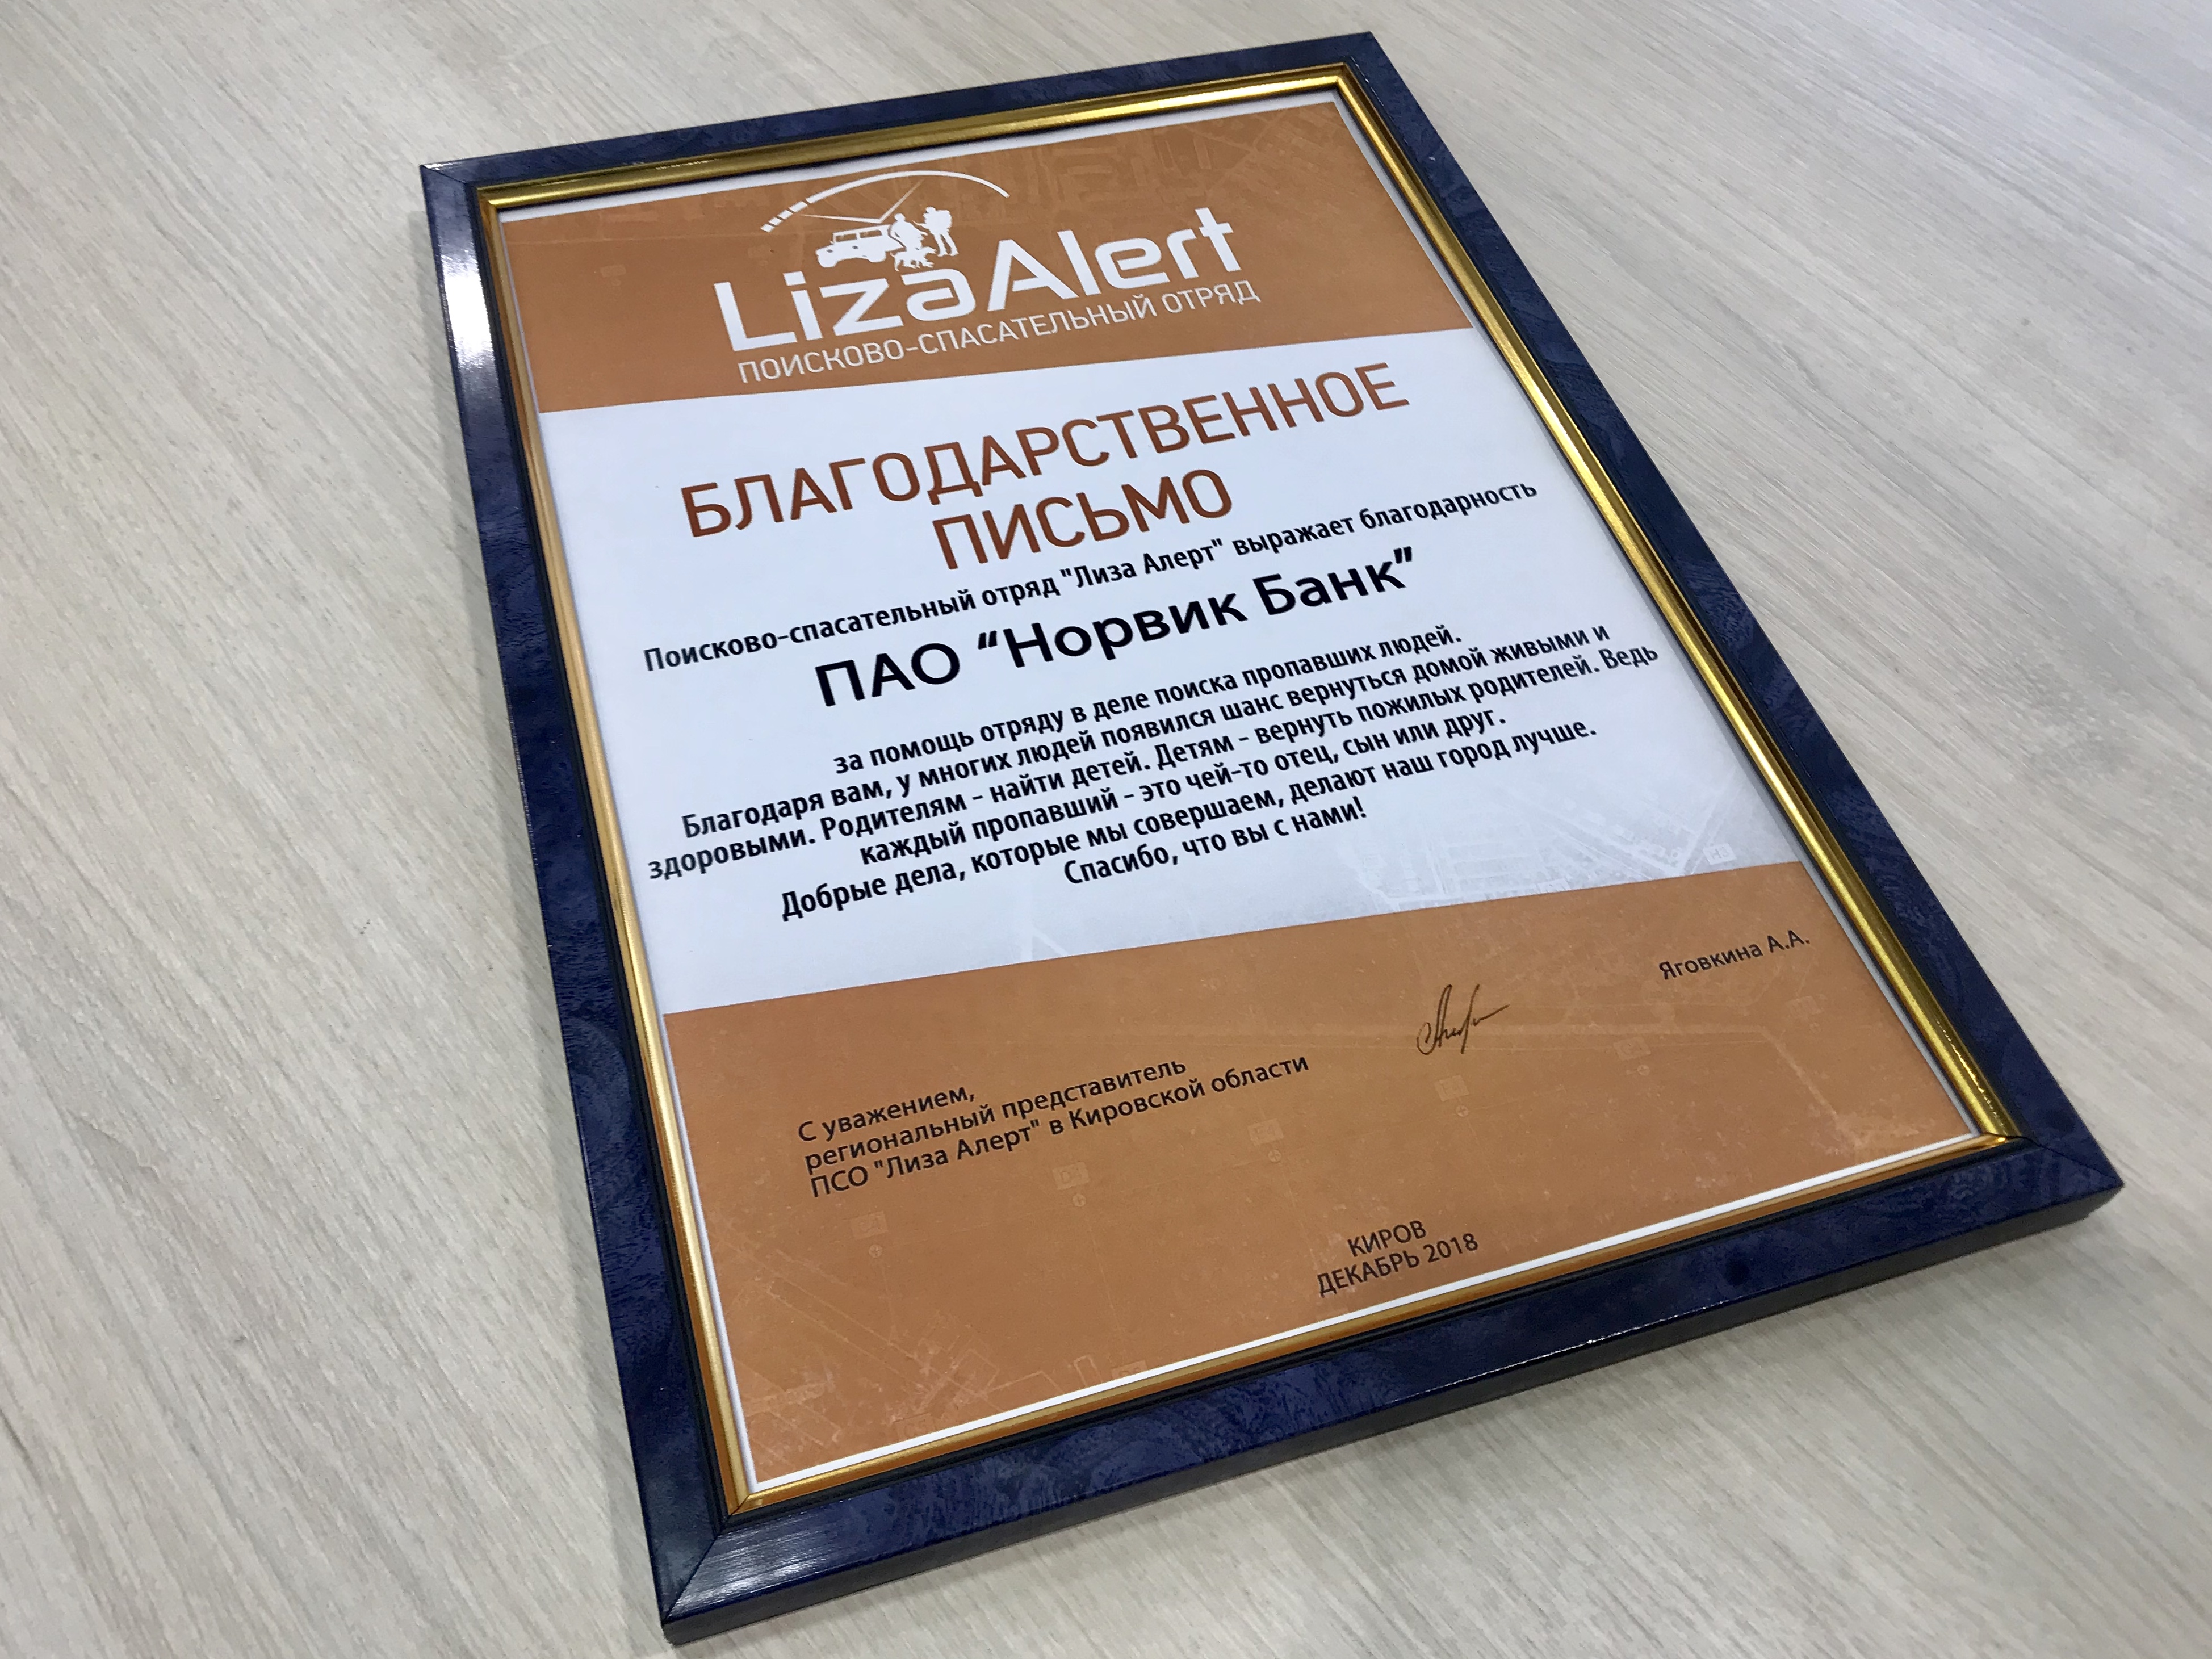 LizaAlert
ПОИСКОВО-СПАСАТЕЛЬНЫЙ ОТРЯД
БЛАГОДАРСТВЕННОЕ
ПИСЬМО
Поисково-спасательный отряд "Лиза Алерт" выражает благодарность
ПАО “Норвик Банк”
за помощь отряду в деле поиска пропавших людей.
Благодаря вам, у многих людей появился шанс вернуться домой живыми и
здоровыми. Родителям - найти детей. Детям - вернуть пожилых родителей. Ведь
каждый пропавший - это чей-то отец, сын или друг.
Добрые дела, которые мы совершаем, делают наш город лучше.
Спасибо, что вы с нами!
С уважением,
региональный представитель
ПСО "Лиза Алерт" в Кировской области
Яговкина А.А.
КИРОВ
ДЕКАБРЬ 2018